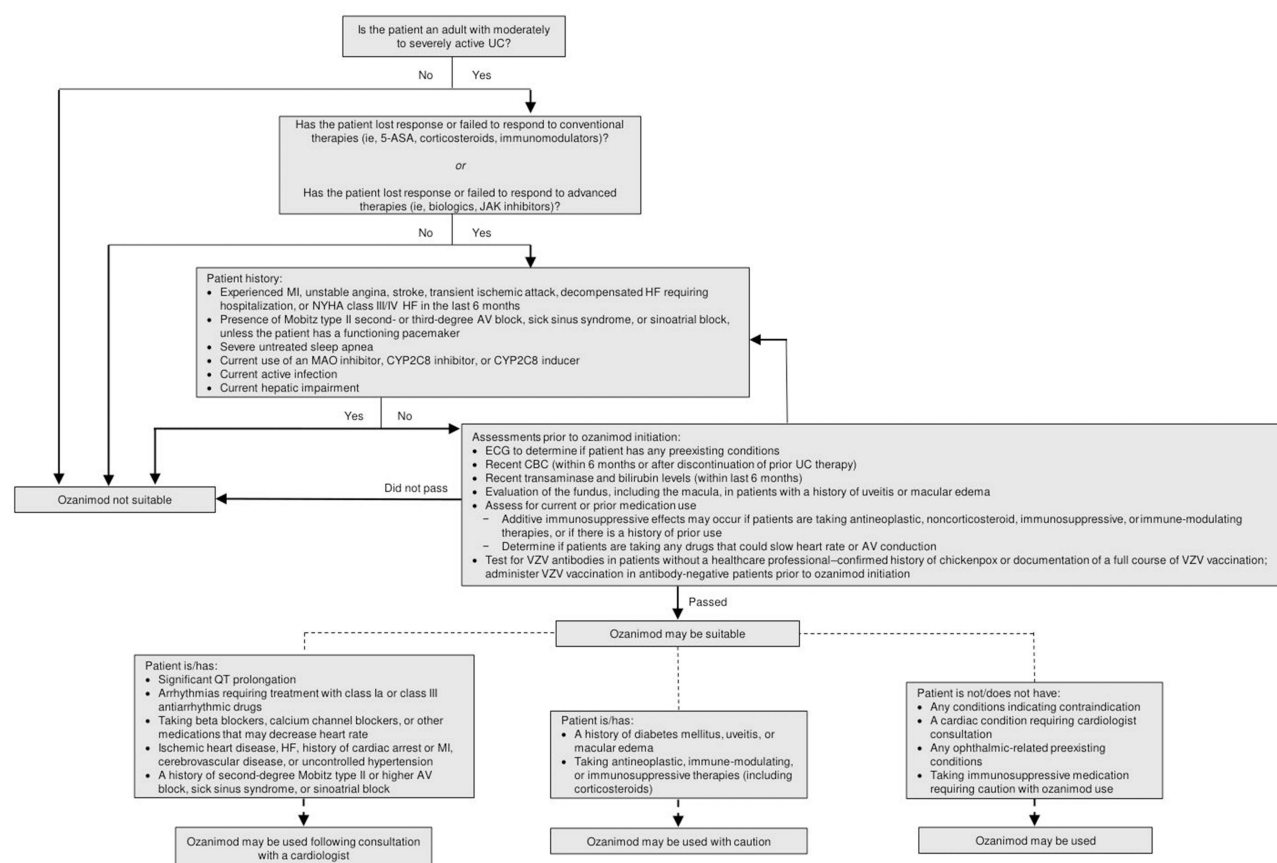 Is the patient an adult with moderately
to severely active UC?
No
Yes
Has the patient lost response or failed to respond to conventional
therapies (ie, 5-ASA, corticosteroids, immunomodulators)?
or
Has the patient lost response or failed to respond to advanced
therapies (ie, biologics, JAK inhibitors)?
No
Yes
Patient history:
• Experienced MI, unstable angina, stroke, transient ischemic attack, decompensated HF requiring
hospitalization, or NYHA class III/IV HF in the last 6 months
• Presence of Mobitz type II second- or third-degree AV block, sick sinus syndrome, or sinoatrial block,
unless the patient has a functioning pacemaker
• Severe untreated sleep apnea
• Current use of an MAO inhibitor, CYP2C8 inhibitor, or CYP2C8 inducer
• Current active infection
• Current hepatic impairment
Yes
No
Assessments prior to ozanimod initiation:
• ECG to determine if patient has any preexisting conditions
• Recent CBC (within 6 months or after discontinuation of prior UC therapy)
• Recent transaminase and bilirubin levels (within last 6 months)
• Evaluation of the fundus, including the macula, in patients with a history of uveitis or macular edema
• Assess for current or prior medication use
– Additive immunosuppressive effects may occur if patients are taking antineoplastic, noncorticosteroid, immunosuppressive, or immune-modulating
therapies, or if there is a history of prior use
– Determine if patients are taking any drugs that could slow heart rate or AV conduction
• Test for VZV antibodies in patients without a healthcare professional–confirmed history of chickenpox or documentation of a full course of VZV vaccination;
administer VZV vaccination in antibody-negative patients prior to ozanimod initiation
Did not pass
Ozanimod not suitable
Passed
Ozanimod may be suitable
Patient is/has:
• Significant QT prolongation
• Arrhythmias requiring treatment with class Ia or class III
antiarrhythmic drugs
• Taking beta blockers, calcium channel blockers, or other
medications that may decrease heart rate
• Ischemic heart disease, HF, history of cardiac arrest or MI,
cerebrovascular disease, or uncontrolled hypertension
• A history of second-degree Mobitz type II or higher AV
block, sick sinus syndrome, or sinoatrial block
Ozanimod may be used following consultation
with a cardiologist
Patient is/has:
• A history of diabetes mellitus, uveitis, or
macular edema
• Taking antineoplastic, immune-modulating,
or immunosuppressive therapies (including
corticosteroids)
Ozanimod may be used with caution
Patient is not/does not have:
• Any conditions indicating contraindication
• A cardiac condition requiring cardiologist
consultation
• Any ophthalmic-related preexisting
conditions
• Taking immunosuppressive medication
requiring caution with ozanimod use
Ozanimod may be used